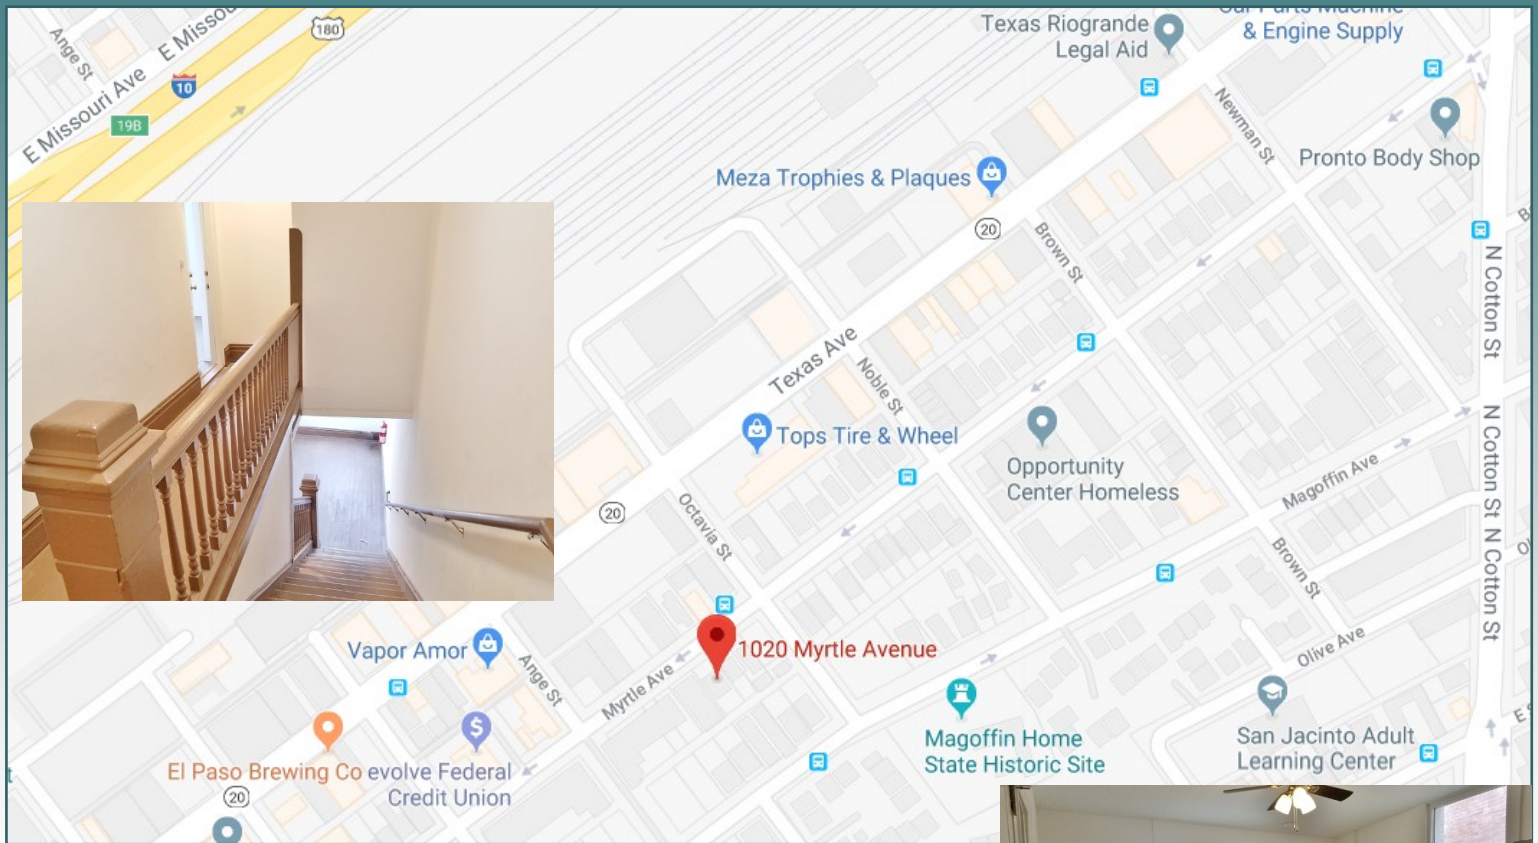 E Missouri Ave
E Missou
Ange St
180
10
19B
Texas Riogrande
Legal Aid
& Engine Supply
Newman St
Pronto Body Shop
Meza Trophies & Plaques
20
Brown St
N Cotton St
Texas Ave
Noble St
Tops Tire & Wheel
Opportunity
Center Homeless
Magoffin Ave
N Cotton St
N Cotton St
20
Octavia St
Brown St
Vapor Amor
Ange St
Myrtle Ave
1020 Myrtle Avenue
Olive Ave
Magoffin Home
State Historic Site
San Jacinto Adult
Learning Center
El Paso Brewing Co
evolve Federal
Credit Union
20